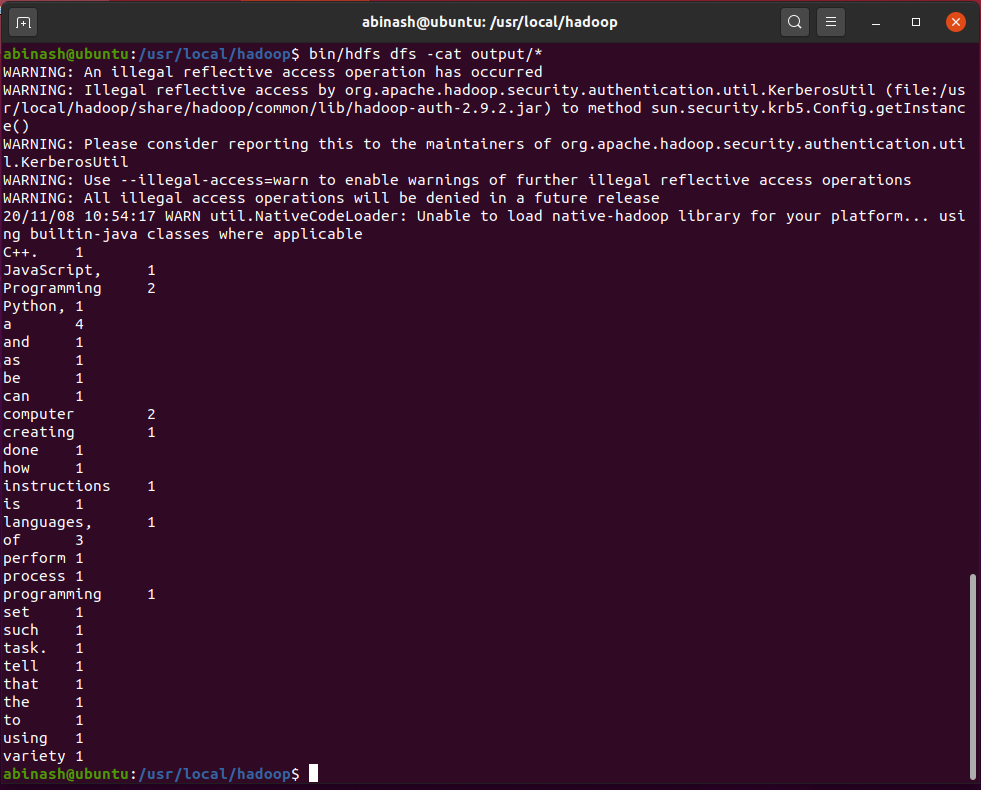 abinash@ubuntu: /usr/local/hadoop
abinash@ubuntu:/usr/local/hadoop$ bin/hdfs dfs -cat output/*
WARNING: An illegal reflective access operation has occurred
WARNING: Illegal reflective access by org.apache.hadoop.security.authentication.util.KerberosUtil (file:/us
r/local/hadoop/share/hadoop/common/lib/hadoop-auth-2.9.2.jar) to method sun.security.krb5.Config.getInstanc
e()
WARNING: Please consider reporting this to the maintainers of org.apache.hadoop.security.authentication.uti
l.KerberosUtil
WARNING: Use --illegal-access=warn to enable warnings of further illegal reflective access operations
WARNING: All illegal access operations will be denied in a future release
20/11/08 10:54:17 WARN util.NativeCodeLoader: Unable to load native-hadoop library for your platform... usi
ng builtin-java classes where applicable
C++.	1
JavaScript,	1
Programming	2
Python,	1
a	4
and	1
as	1
be	1
can	1
computer	2
creating	1
done	1
how	1
instructions	1
is	1
languages,	1
of	3
perform	1
process	1
programming	1
set	1
such	1
task.	1
tell	1
that	1
the	1
to	1
using	1
variety	1
abinash@ubuntu:/usr/local/hadoop$